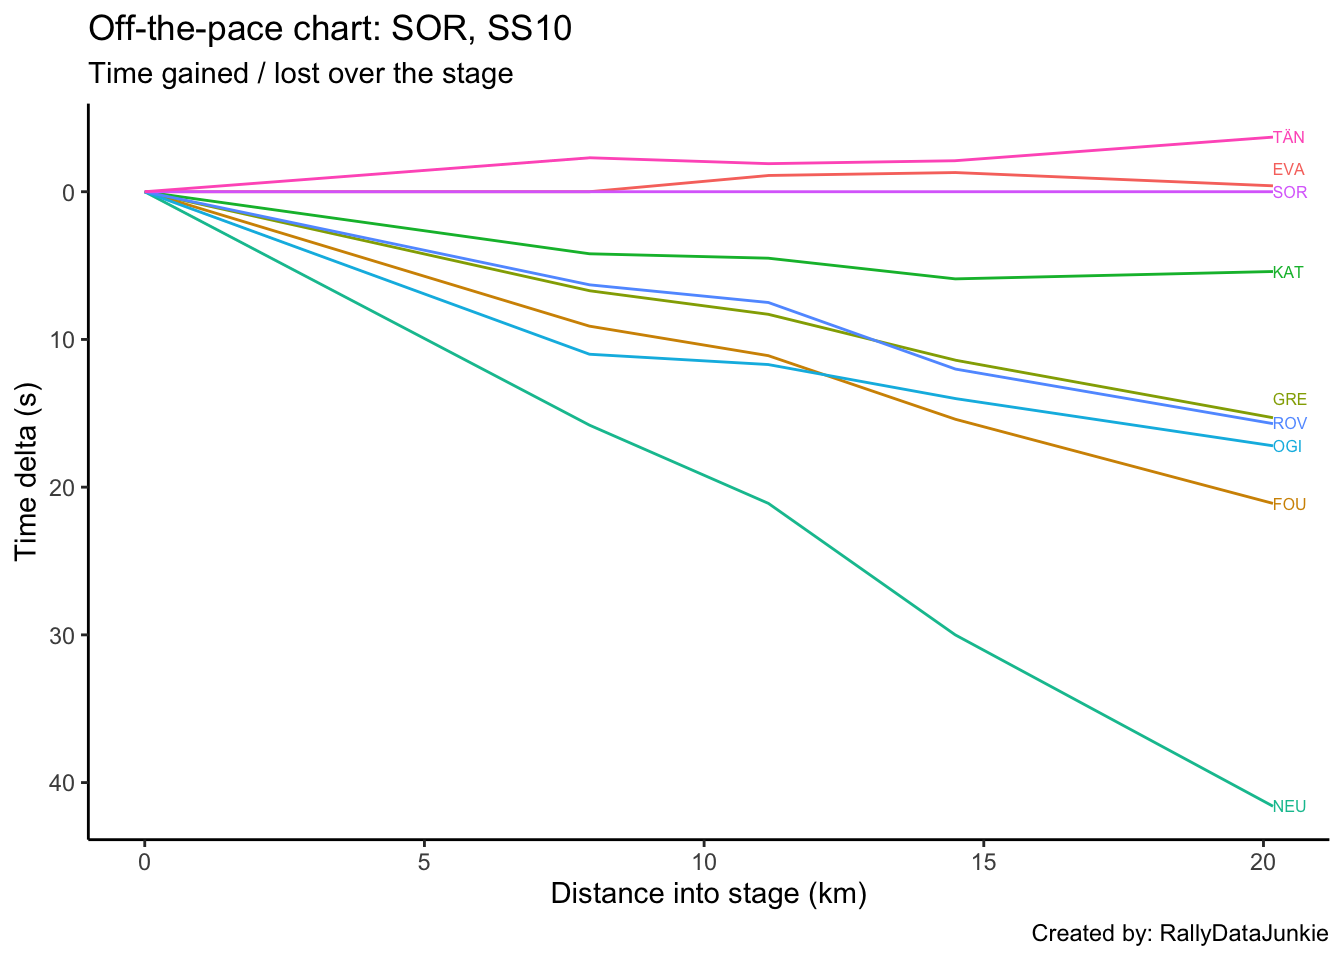 Off-the-pace chart: SOR, SS10
Time gained / lost over the stage
TÄN
EVA
0
SOR
KAT
10
GRE
ROV
OGI
20
FOU
30
40
NEU
Time delta (s)
0 5 10 15 20
Distance into stage (km)
Created by: RallyDataJunkie